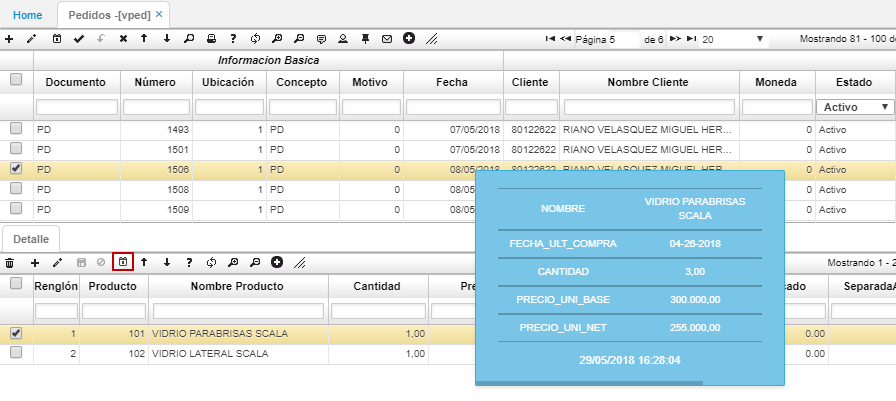 Home
Pedidos -[vped] ✕
Página 5 de 6 20 Mostrando 81 - 100 de
Informacion Basica
Documento Número Ubicación Concepto Motivo Fecha Cliente Nombre Cliente Moneda Estado
Activo
PD 1493 1 PD 0 07/05/2018 80122622 RIANO VELASQUEZ MIGUEL HER... 0 Activo
PD 1501 1 PD 0 07/05/2018 80122622 RIANO VELASQUEZ MIGUEL HER... 0 Activo
PD 1506 1 PD 0 08/05/2018 80122622 RIANO VELASQUEZ MIGUEL HER... 0 Activo
PD 1508 1 PD 0 08/05 0 Activo
PD 1509 1 PD 0 08/05 0 Activo
NOMBRE VIDRIO PARABRISAS
SCALA
FECHA_ULT_COMPRA 04-26-2018
CANTIDAD 3,00
PRECIO_UNI_BASE 300.000,00
PRECIO_UNI_NET 255.000,00
29/05/2018 16:28:04
Detalle
Mostrando 1 - 2
Renglón Producto Nombre Producto Cantidad Pre cado SeparadaA
1 101 VIDRIO PARABRISAS SCALA 1,00 0.00
2 102 VIDRIO LATERAL SCALA 1,00 0.00